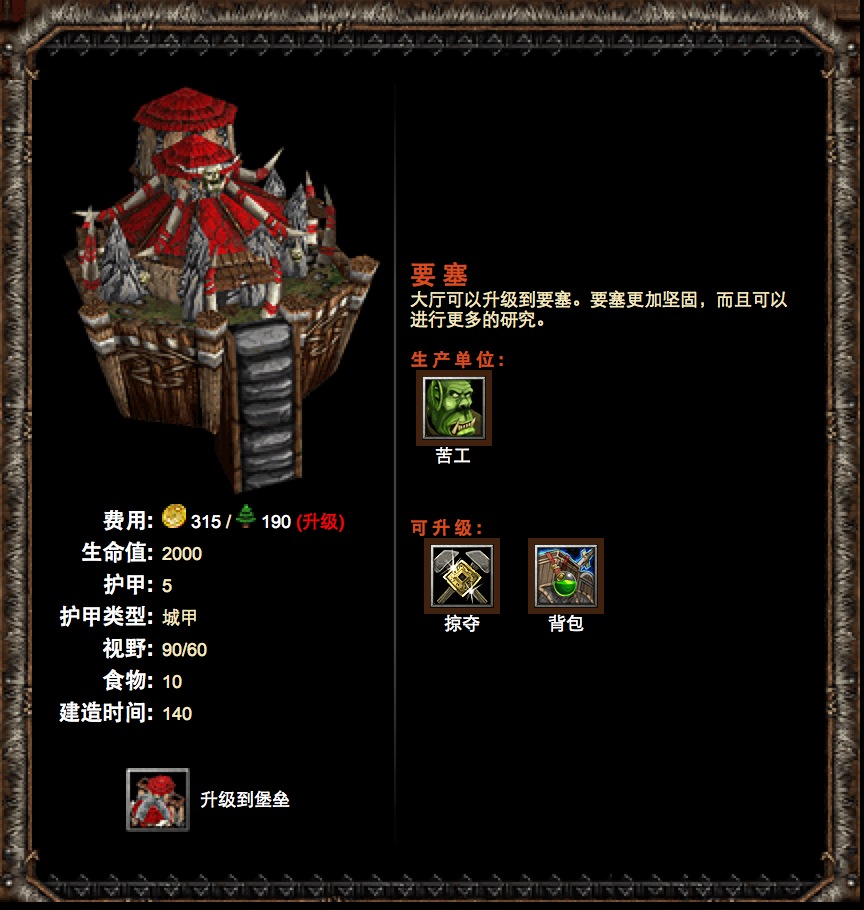 要塞
大厅可以升级到要塞。要塞更加坚固，而且可以
进行更多的研究。
生产单位：
苦工
可升级：
掠夺 背包
费用: 315 / 190 (升级)
生命值: 2000
护甲: 5
护甲类型: 城甲
视野: 90/60
食物: 10
建造时间: 140
升级到堡垒